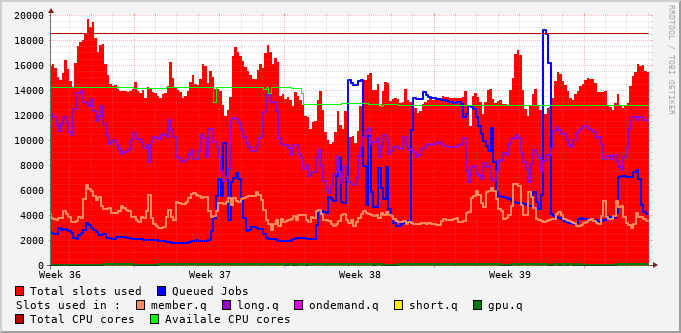 20000
18000
16000
14000
12000
10000
8000
6000
4000
2000
0
Week 36 Week 37 Week 38 Week 39
RRDTOOL / TOBI OETIKER
Total slots used Queued Jobs
Slots used in : member.q long.q ondemand.q short.q gpu.q
Total CPU cores Availale CPU cores